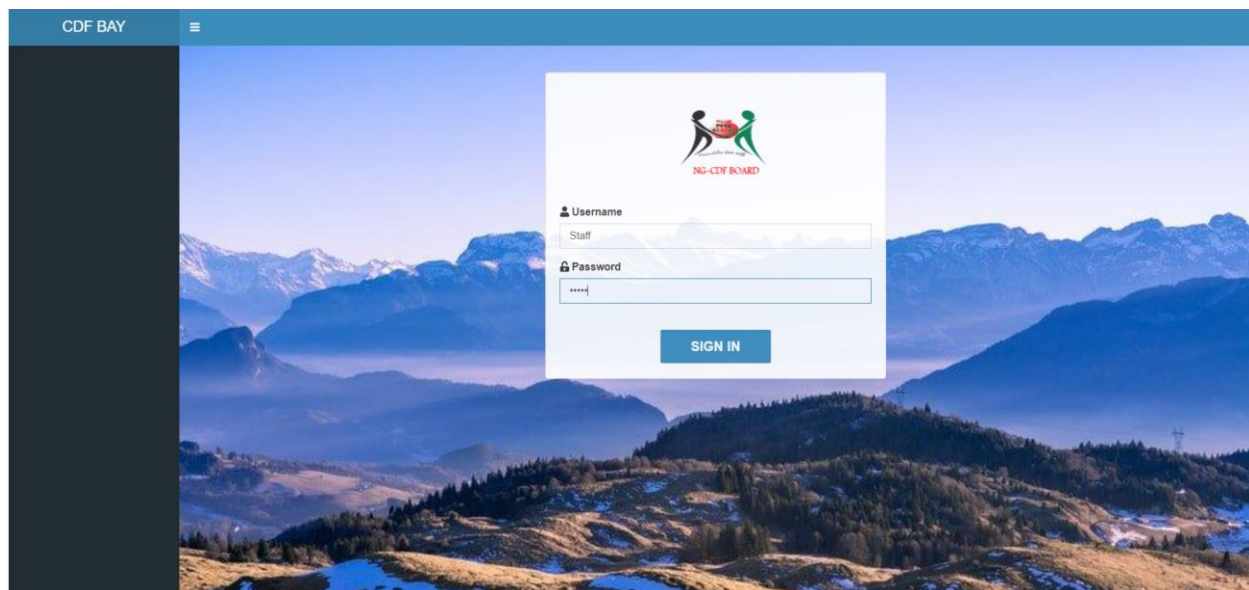 CDF BAY
NG-CDF BOARD
Username
Staff
Password
•••••
SIGN IN